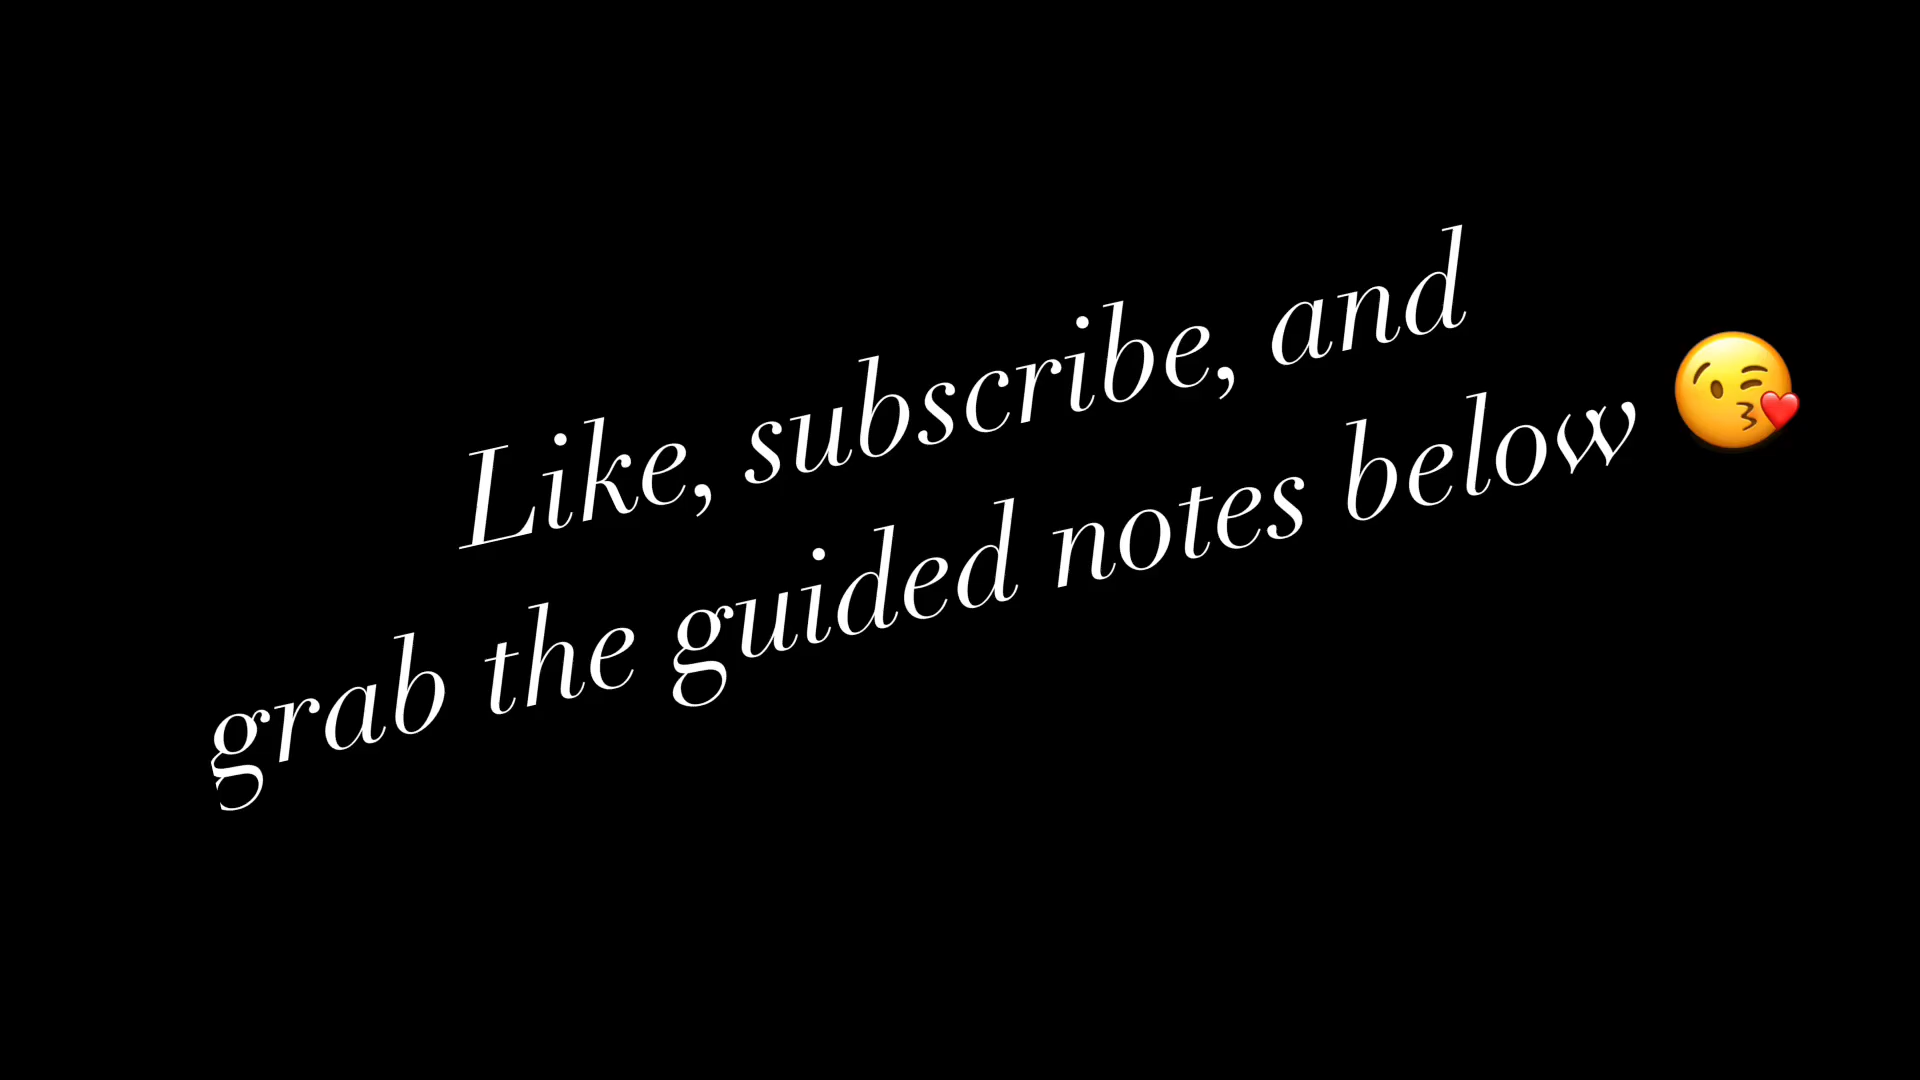 Like, subscribe, and
grab the guided notes below 😘